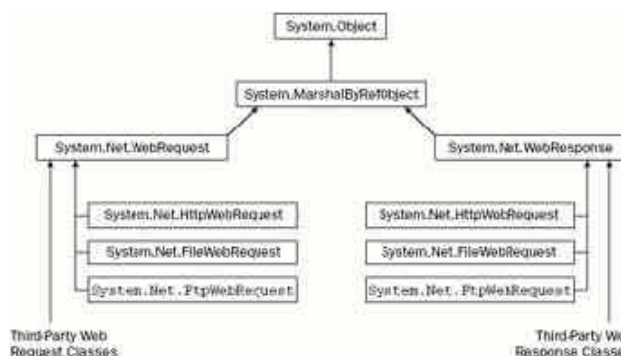 System.Object
System.MarshalByRefObject
System.Net.WebRequest
System.Net.WebResponse
System.Net.HttpWebRequest
System.Net.HttpWebRequest
System.Net.FileWebRequest
System.Net.FileWebRequest
System.Net.FtpWebRequest
System.Net.FtpWebRequest
Third-Party Web
Request Classes
Third-Party We
Response Classe